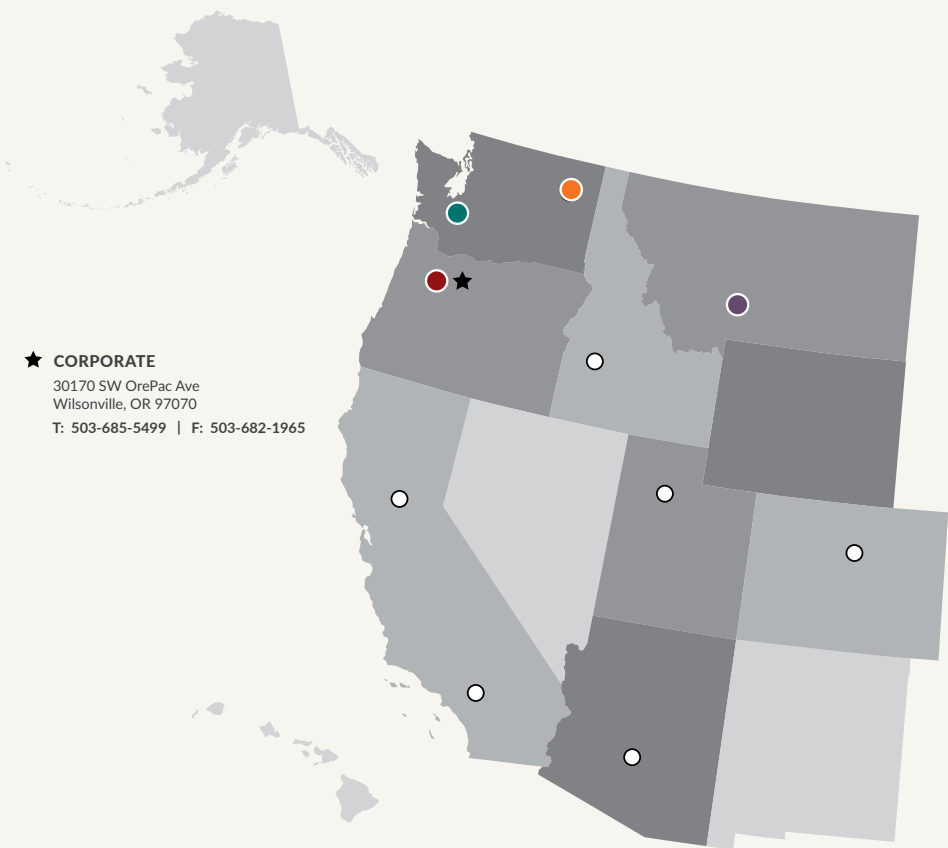 CORPORATE
30170 SW OrePac Ave
Wilsonville, OR 97070
T: 503-685-5499 | F: 503-682-1965